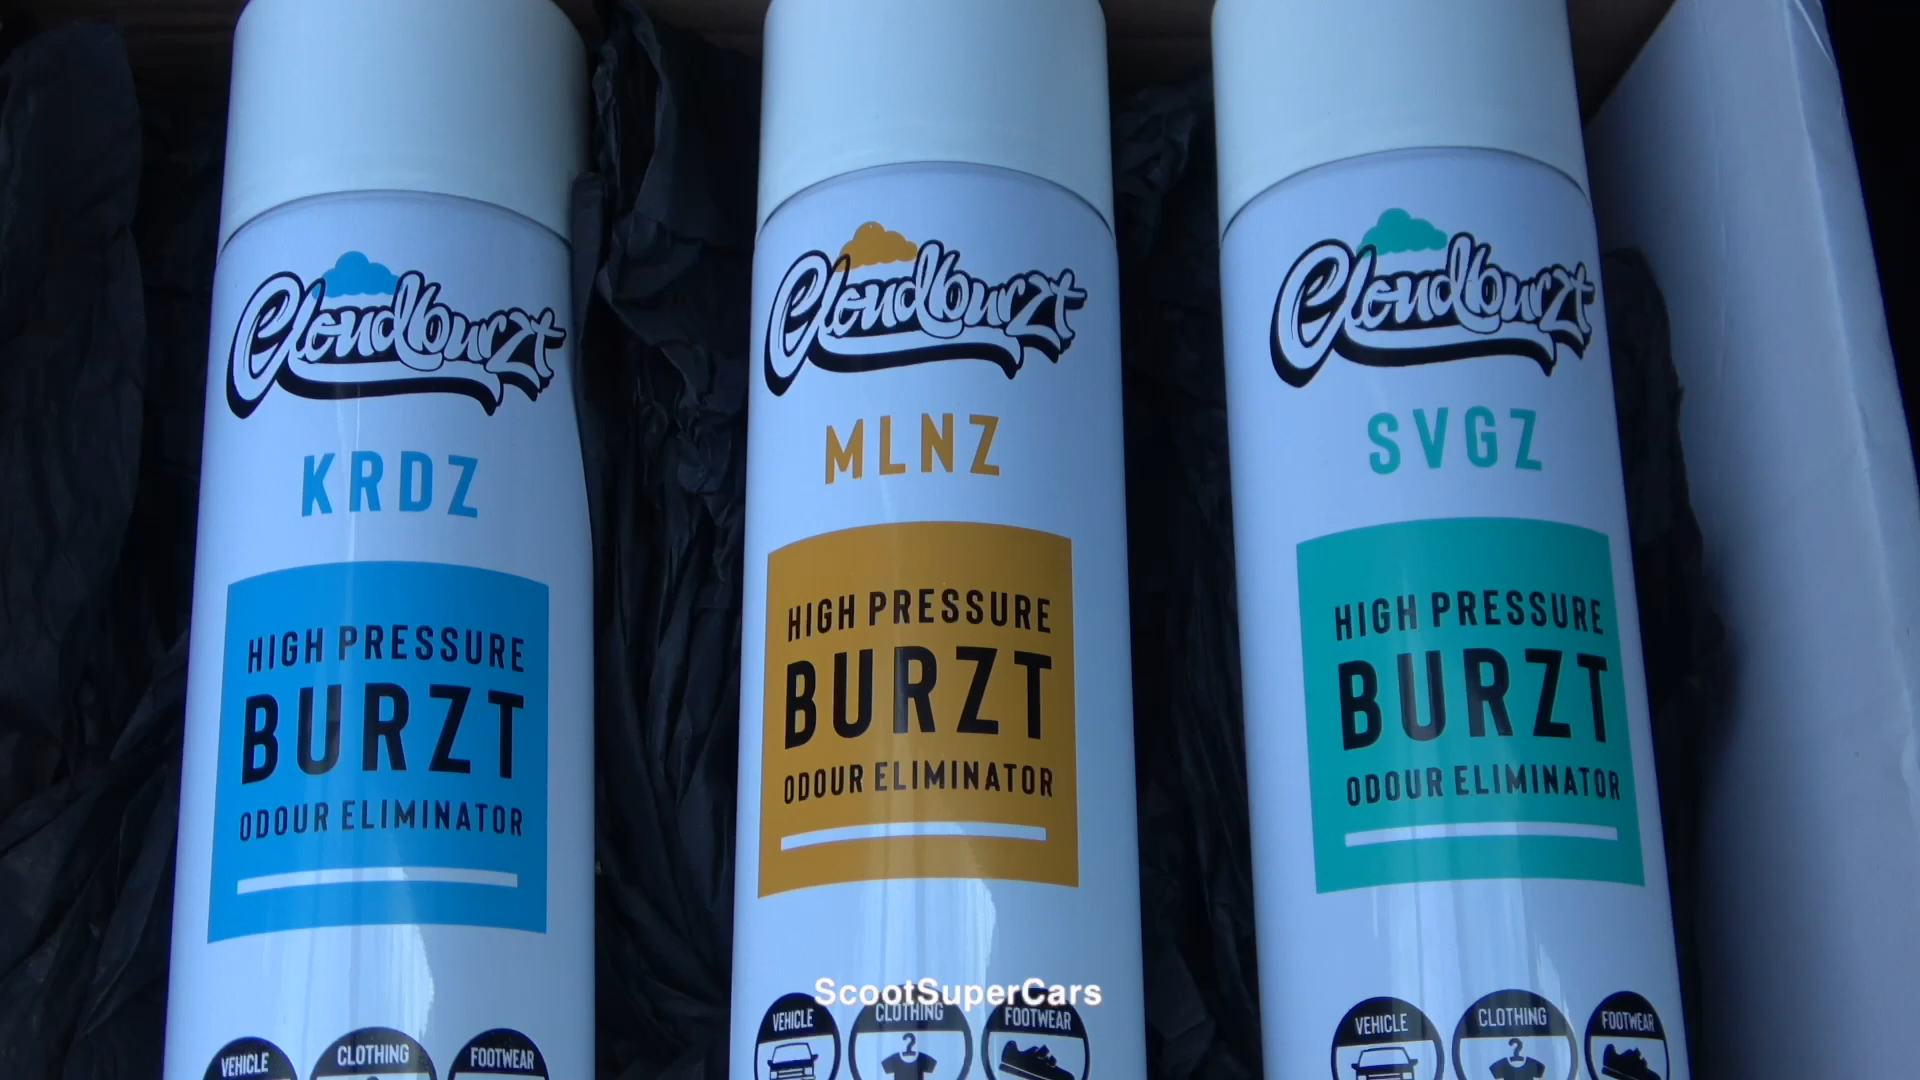 Cloudburzt
KRDZ
HIGH PRESSURE
BURZT
ODOUR ELIMINATOR
VEHICLE
CLOTHING
FOOTWEAR
Cloudburzt
MLNZ
HIGH PRESSURE
BURZT
ODOUR ELIMINATOR
ScootSuperCars
VEHICLE
CLOTHING
FOOTWEAR
Cloudburzt
SVGZ
HIGH PRESSURE
BURZT
ODOUR ELIMINATOR
VEHICLE
CLOTHING
FOOTWEAR